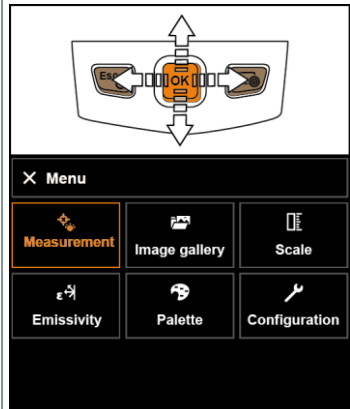 Esc
OK
Menu
Measurement
Image gallery
Scale
Emissivity
Palette
Configuration